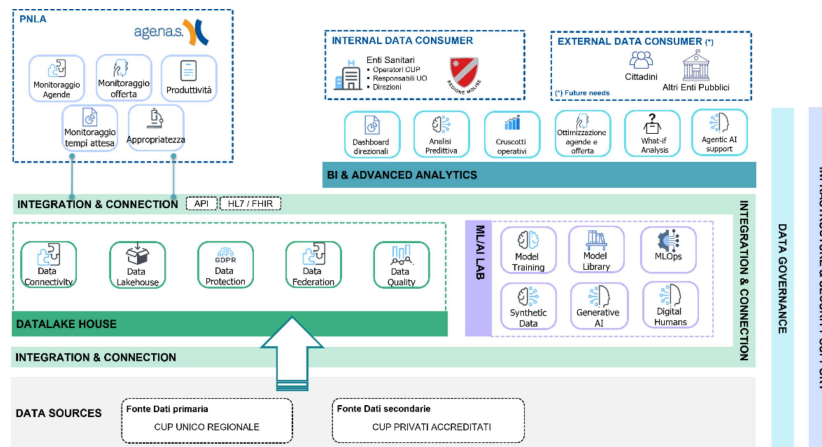 PNLA
agenas.
Monitoraggio
Agende
Monitoraggio
offerta
Produttività
Monitoraggio
tempi attesa
Appropriatezza
INTERNAL DATA CONSUMER
Enti Sanitari
• Operatori CUP
• Responsabili UO
• Direzioni
REGIONE MOLISE
EXTERNAL DATA CONSUMER (*)
Cittadini
Altri Enti Pubblici
(*) Future needs
Dashboard
direzionali
Analisi
Predittiva
Cruscotti
operativi
Ottimizzazione
agende e
offerta
What-if
Analysis
Agentic AI
support
BI & ADVANCED ANALYTICS
INTEGRATION & CONNECTION
API
HL7 / FHIR
Data
Connectivity
Data
Lakehouse
GDPR
Data
Protection
Data
Federation
Data
Quality
DATALAKE HOUSE
ML/AI LAB
Model
Training
Model
Library
MLOps
Synthetic
Data
Generative
AI
Digital
Humans
INTEGRATION & CONNECTION
INTEGRATION & CONNECTION
DATA GOVERNANCE
DATA SOURCES
Fonte Dati primaria
CUP UNICO REGIONALE
Fonte Dati secondarie
CUP PRIVATI ACCREDITATI